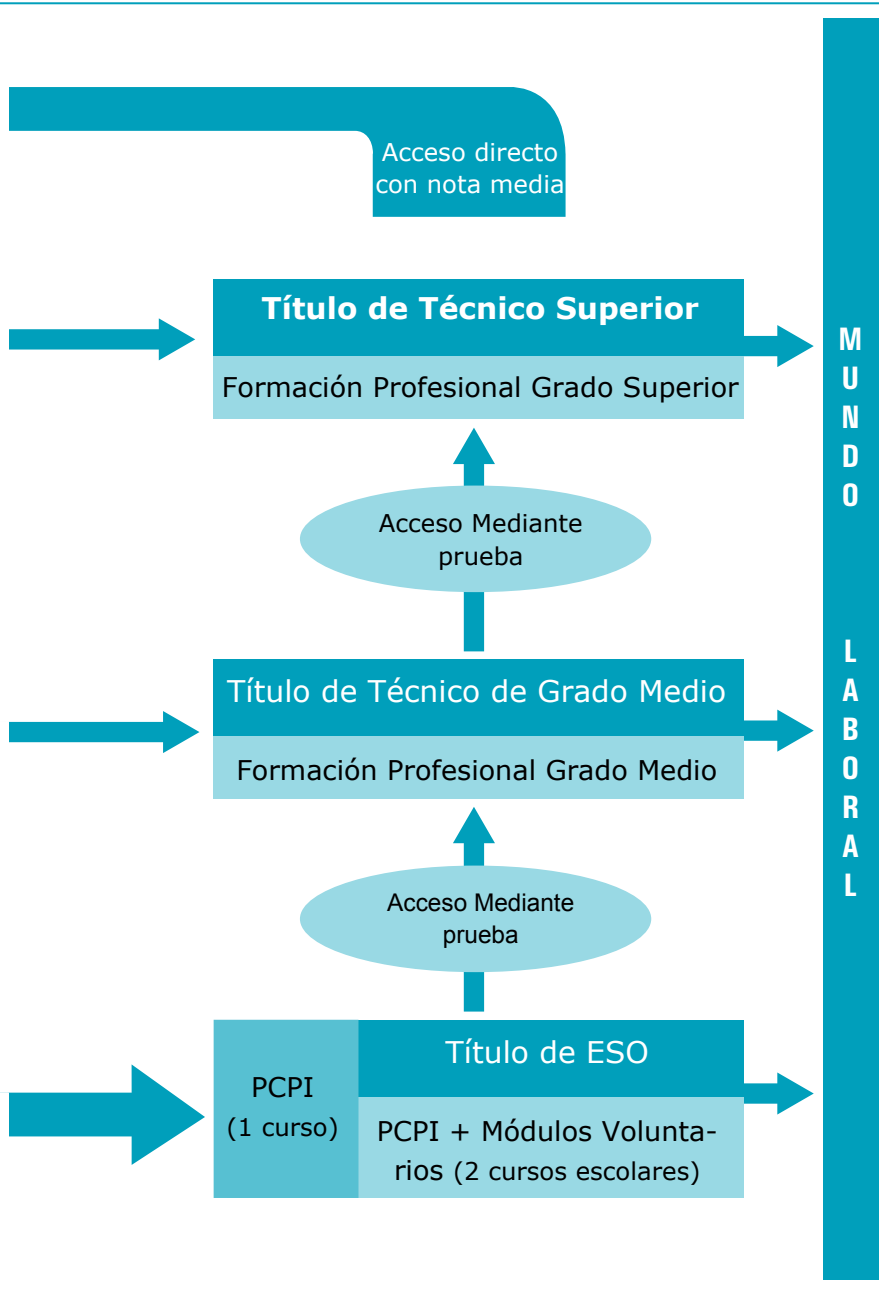 Acceso directo
con nota media
Título de Técnico Superior
Formación Profesional Grado Superior
Acceso Mediante
prueba
Título de Técnico de Grado Medio
Formación Profesional Grado Medio
Acceso Mediante
prueba
PCPI
(1 curso)
Título de ESO
PCPI + Módulos Volunta-
rios (2 cursos escolares)
MUNDO
LABORAL